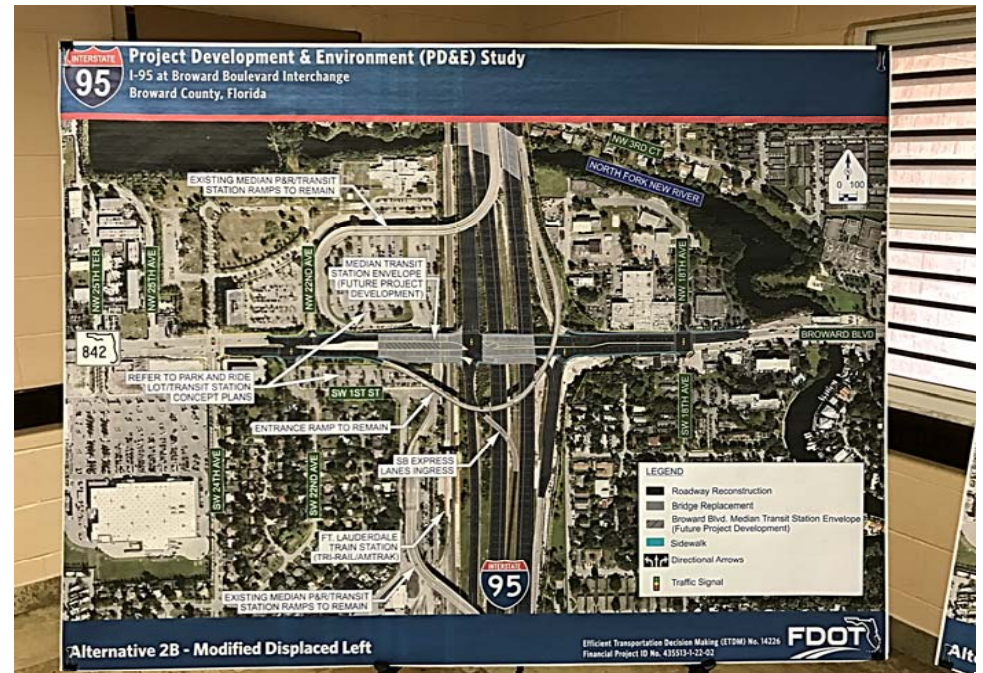 INTERSTATE
95
Project Development & Environment (PD&E) Study
I-95 at Broward Boulevard Interchange
Broward County, Florida
NW 3RD CT
NORTH FORK NEW RIVER
0 100
EXISTING MEDIAN P&R/TRANSIT
STATION RAMPS TO REMAIN
NW 25TH TER
NW 25TH AVE
NW 22ND AVE
MEDIAN TRANSIT
STATION ENVELOPE
(FUTURE PROJECT
DEVELOPMENT)
NW 18TH AVE
842
BROWARD BLVD
REFER TO PARK AND RIDE
LOT/TRANSIT STATION
CONCEPT PLANS
SW 1ST ST
ENTRANCE RAMP TO REMAIN
SW 18TH AVE
SW 24TH AVE
SW 22ND AVE
SB EXPRESS
LANES INGRESS
FT. LAUDERDALE
TRAIN STATION
(TRI-RAIL/AMTRAK)
EXISTING MEDIAN P&R/TRANSIT
STATION RAMPS TO REMAIN
INTERSTATE
95
LEGEND
Roadway Reconstruction
Bridge Replacement
Broward Blvd. Median Transit Station Envelope
(Future Project Development)
Sidewalk
Directional Arrows
Traffic Signal
Alternative 2B - Modified Displaced Left
Efficient Transportation Decision Making (ETDM) No. 14226
Financial Project ID No. 435513-1-22-02
FDOT